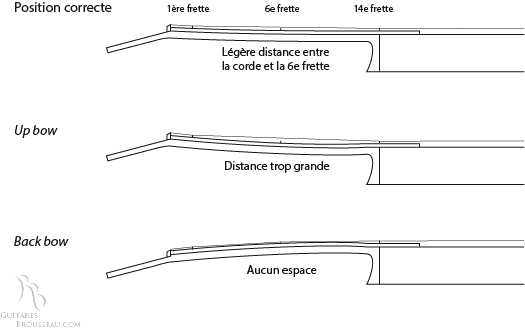 Position correcte
1ère frette
6e frette
14e frette
Légère distance entre
la corde et la 6e frette
Up bow
Distance trop grande
Back bow
Aucun espace
Guitares
Brousseau.com